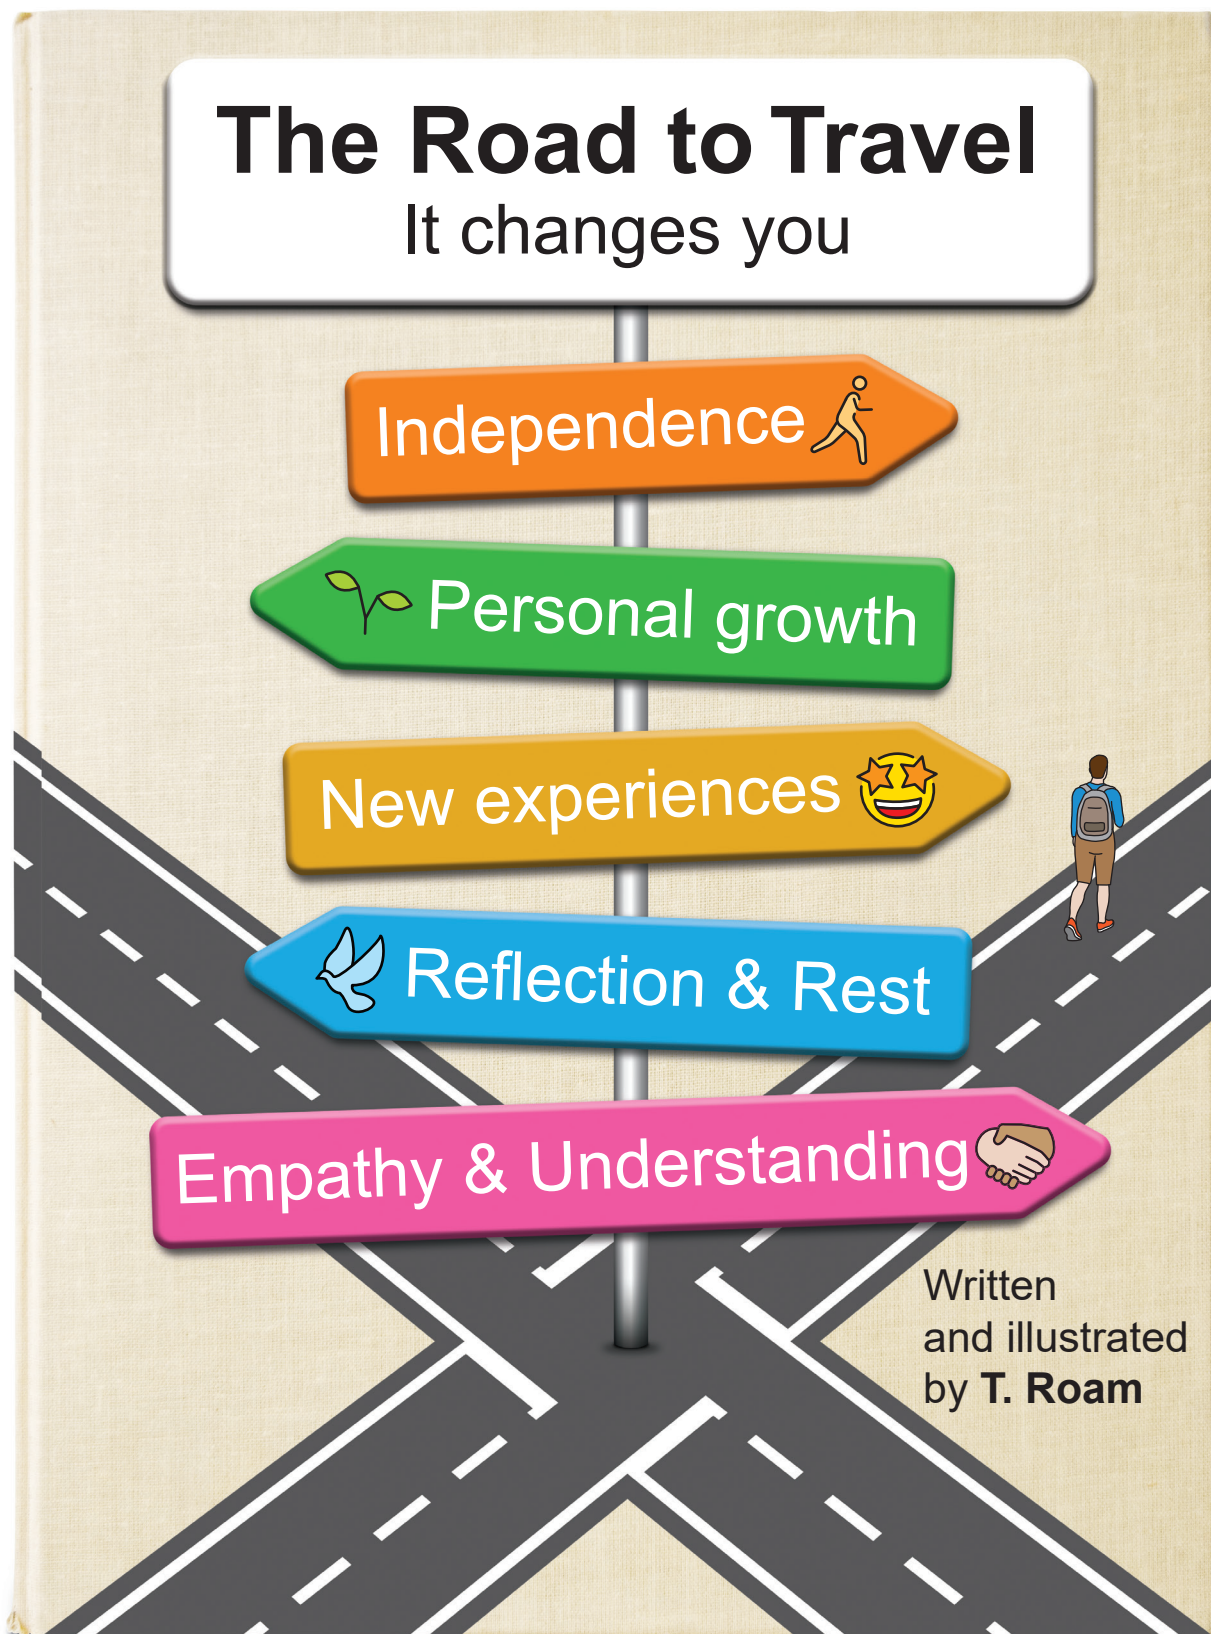 The Road to Travel
It changes you
Independence
Personal growth
New experiences
Reflection & Rest
Empathy & Understanding
Written
and illustrated
by T. Roam